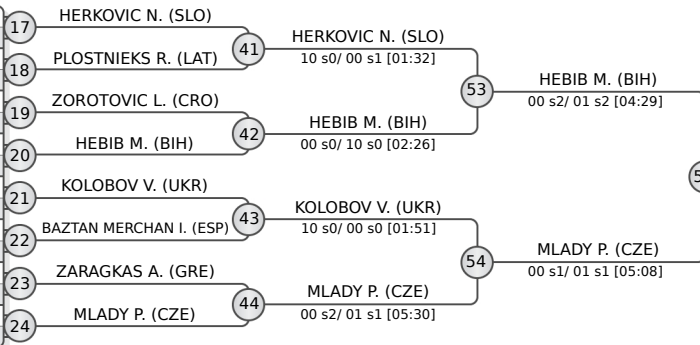 HERKOVIC N. (SLO)
17
41
HERKOVIC N. (SLO)
10 s0/ 00 s1 [01:32]
PLOSTNIEKS R. (LAT)
18
53
HEBIB M. (BIH)
00 s2/ 01 s2 [04:29]
ZOROTOVIC L. (CRO)
19
42
HEBIB M. (BIH)
00 s0/ 10 s0 [02:26]
HEBIB M. (BIH)
20
KOLOBOV V. (UKR)
21
43
KOLOBOV V. (UKR)
10 s0/ 00 s0 [01:51]
BAZTAN MERCHAN I. (ESP)
22
54
MLADY P. (CZE)
00 s1/ 01 s1 [05:08]
ZARAGKAS A. (GRE)
23
44
MLADY P. (CZE)
00 s2/ 01 s1 [05:30]
MLADY P. (CZE)
24